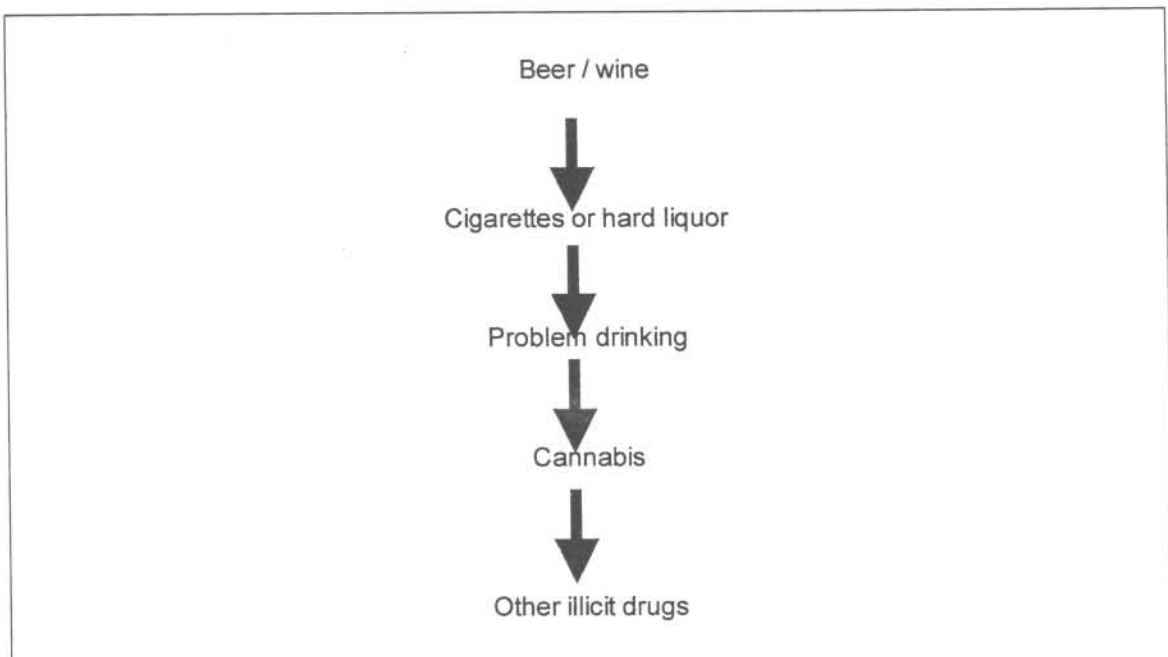 Beer / wine
Cigarettes or hard liquor
Problem drinking
Cannabis
Other illicit drugs